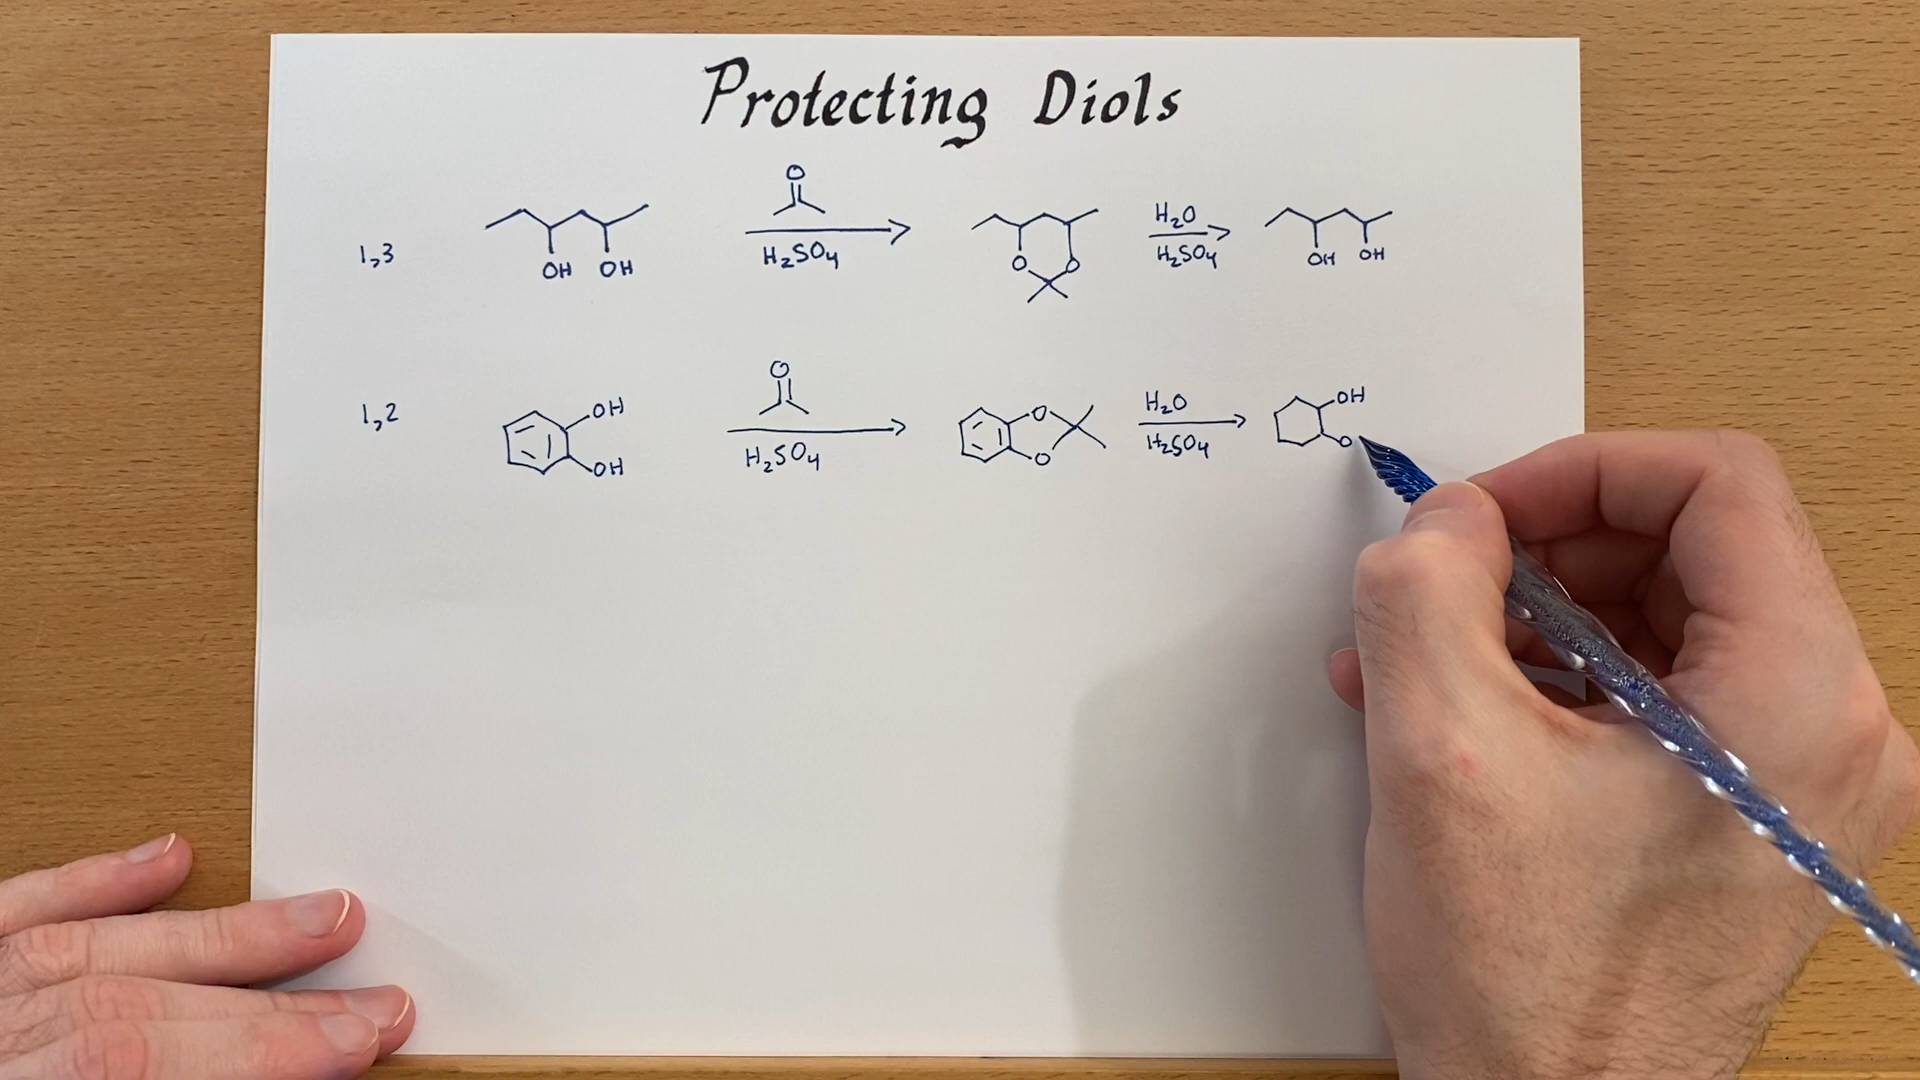 Protecting Diols
1,3
OH OH
O
H₂SO₄
O O
H₂O
H₂SO₄
OH OH
1,2
OH
OH
O
H₂SO₄
O
O
H₂O
H₂SO₄
OH
O